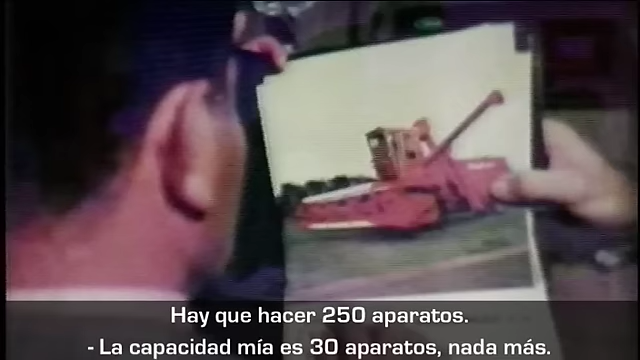 Hay que hacer 250 aparatos.
- La capacidad mía es 30 aparatos, nada más.